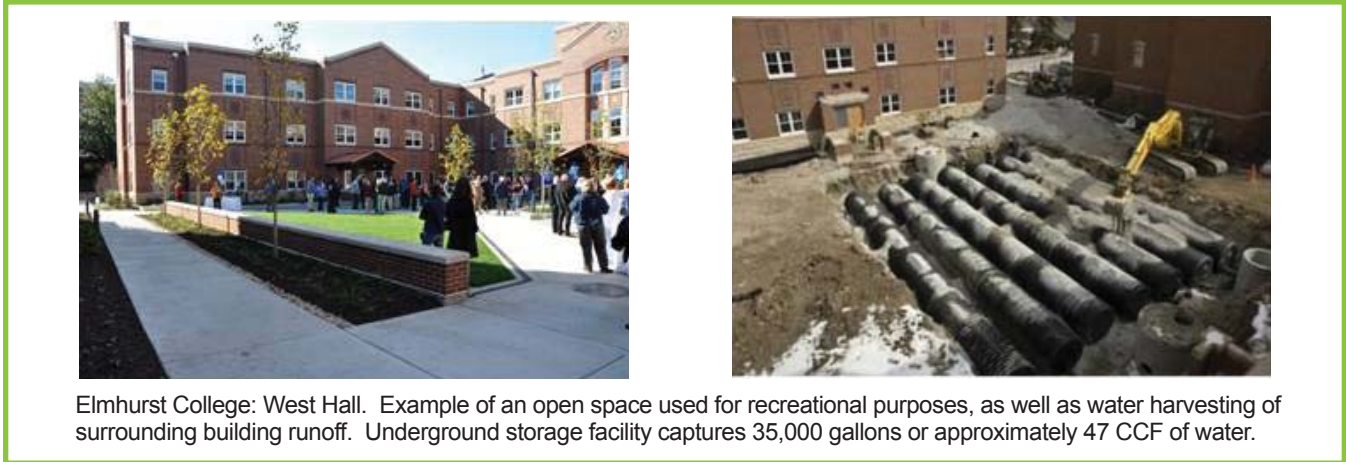 Elmhurst College: West Hall.  Example of an open space used for recreational purposes, as well as water harvesting of
surrounding building runoff.  Underground storage facility captures 35,000 gallons or approximately 47 CCF of water.